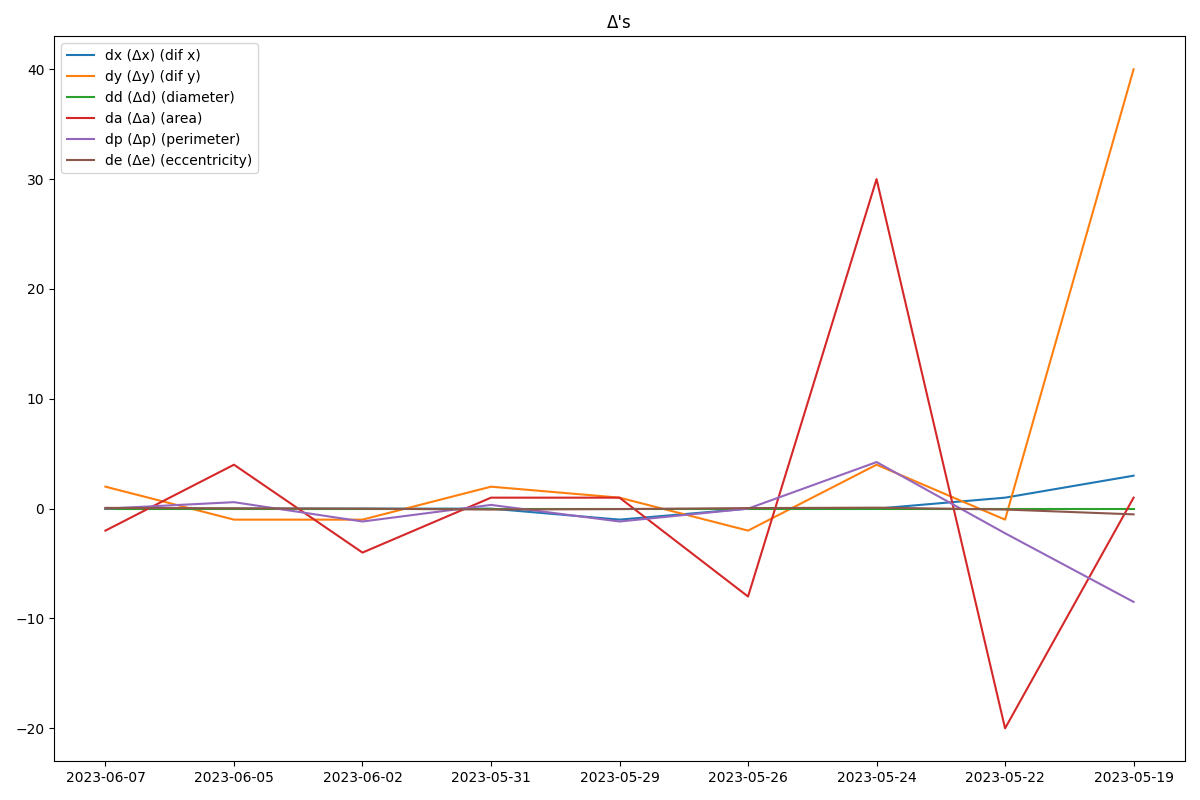 Δ's
dx (Δx) (dif x)
dy (Δy) (dif y)
dd (Δd) (diameter)
da (Δa) (area)
dp (Δp) (perimeter)
de (Δe) (eccentricity)
40
30
20
10
0
−10
−20
2023-06-07 2023-06-05 2023-06-02 2023-05-31 2023-05-29 2023-05-26 2023-05-24 2023-05-22 2023-05-19